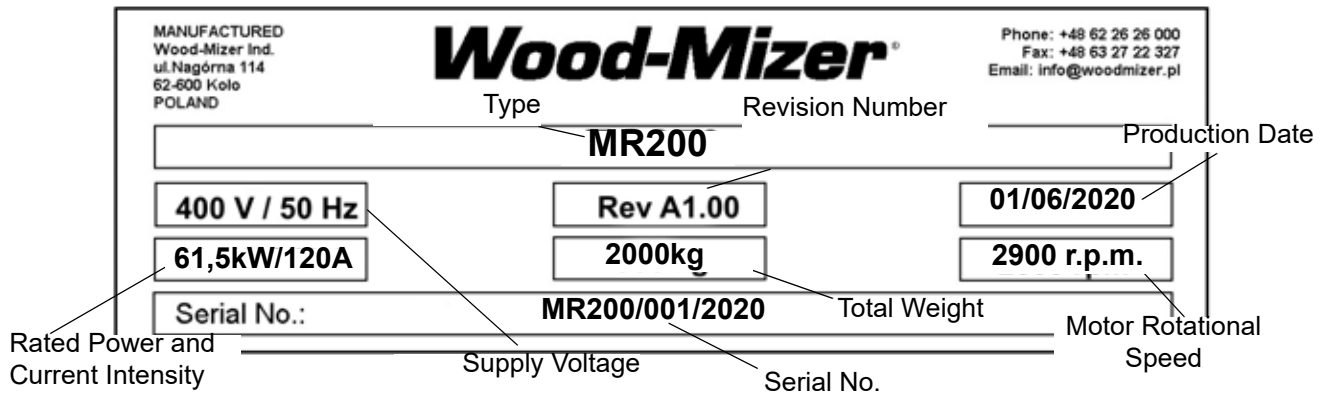 MANUFACTURED
Wood-Mizer Ind.
ul.Nagórna 114
62-600 Kolo
POLAND
Wood-Mizer®
Phone: +48 62 26 26 000
Fax: +48 63 27 22 327
Email: info@woodmizer.pl
Type
Revision Number
Production Date
MR200
400 V / 50 Hz
Rev A1.00
01/06/2020
61,5kW/120A
2000kg
2900 r.p.m.
Serial No.:
MR200/001/2020
Total Weight
Motor Rotational
Speed
Rated Power and
Current Intensity
Supply Voltage
Serial No.